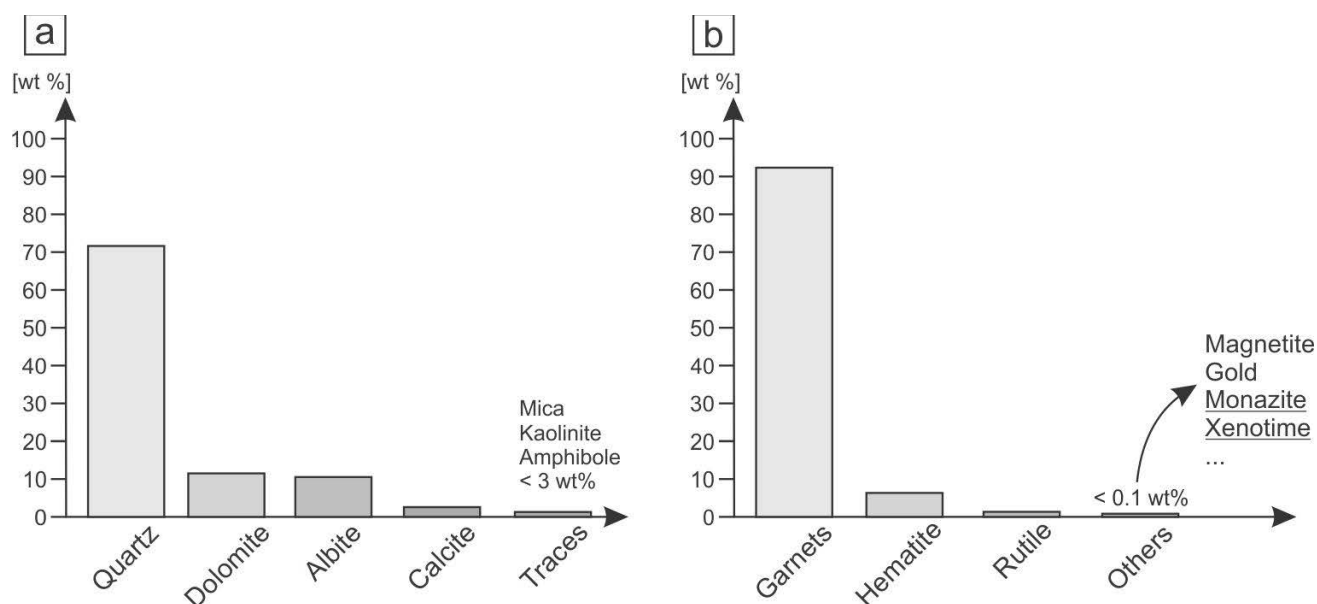 a
[wt %]
100
90
80
70
60
50
40
30
20
10
0
Mica
Kaolinite
Amphibole
< 3 wt%
Quartz
Dolomite
Albite
Calcite
Traces
b
[wt %]
100
90
80
70
60
50
40
30
20
10
0
Magnetite
Gold
Monazite
Xenotime
...
< 0.1 wt%
Garnets
Hematite
Rutile
Others